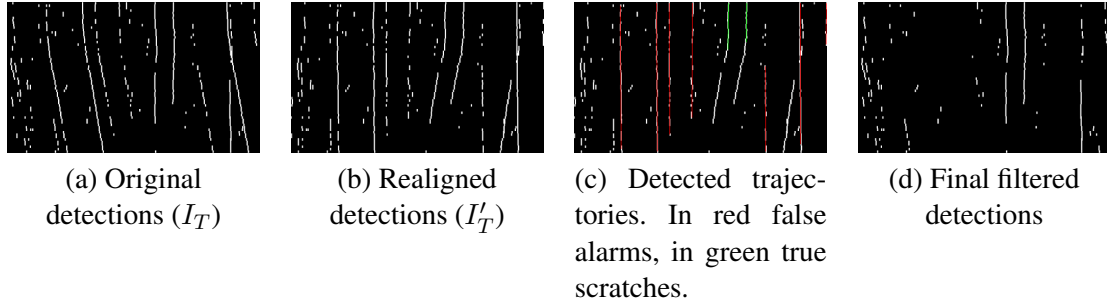 (a) Original
detections (I_T)
(b) Realigned
detections (I'_T)
(c) Detected trajec-
tories. In red false
alarms, in green true
scratches.
(d) Final filtered
detections